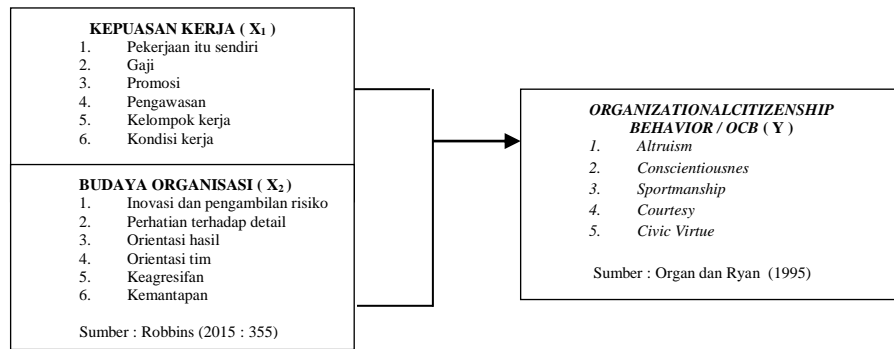 KEPUASAN KERJA ( X₁ )
1. Pekerjaan itu sendiri
2. Gaji
3. Promosi
4. Pengawasan
5. Kelompok kerja
6. Kondisi kerja
BUDAYA ORGANISASI ( X₂ )
1. Inovasi dan pengambilan risiko
2. Perhatian terhadap detail
3. Orientasi hasil
4. Orientasi tim
5. Keagresifan
6. Kemantapan
Sumber : Robbins (2015 : 355)
ORGANIZATIONALCITIZENSHIP
BEHAVIOR / OCB ( Y )
1. Altruism
2. Conscientiousnes
3. Sportmanship
4. Courtesy
5. Civic Virtue
Sumber : Organ dan Ryan (1995)